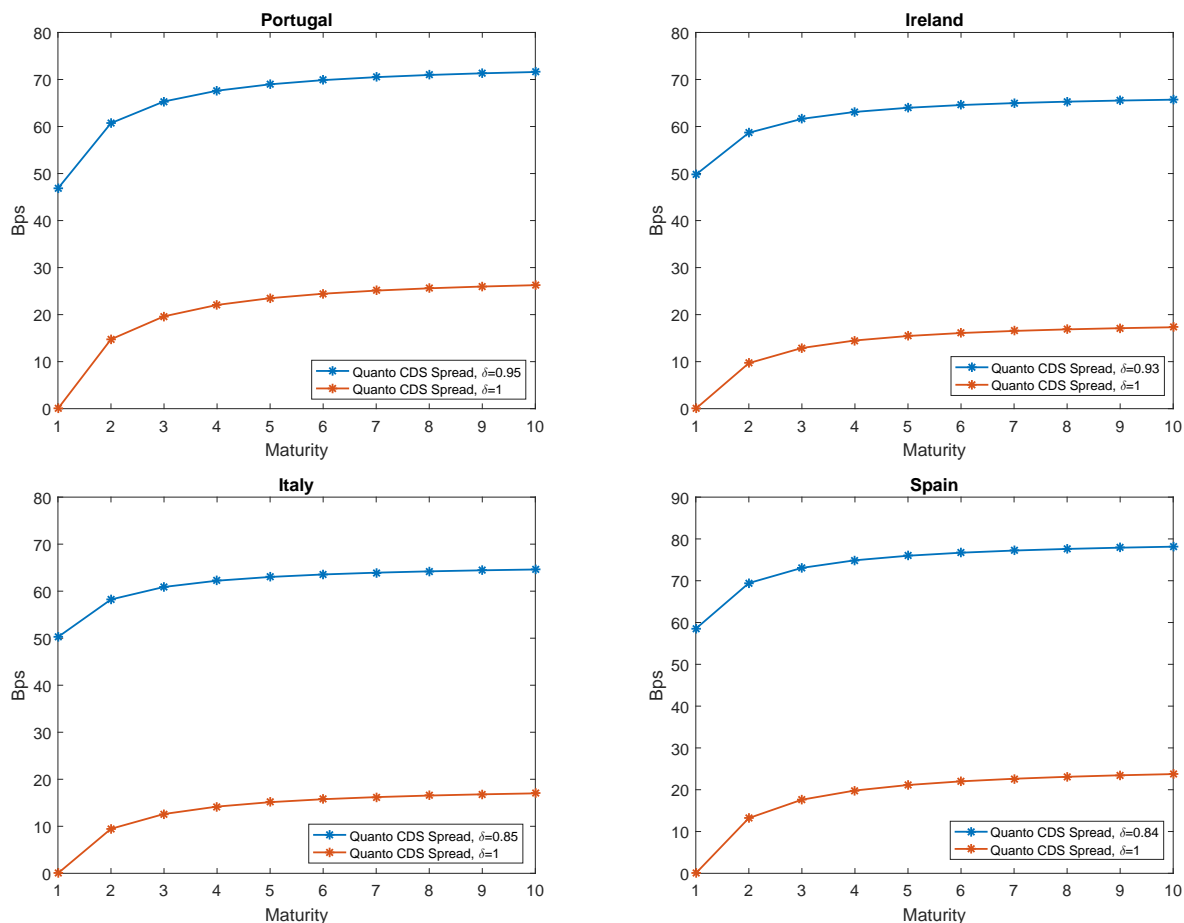 Portugal
80
70
60
50
40
30
20
10
0
Bps
Quanto CDS Spread, δ=0.95
Quanto CDS Spread, δ=1
1 2 3 4 5 6 7 8 9 10
Maturity
Ireland
80
70
60
50
40
30
20
10
0
Bps
Quanto CDS Spread, δ=0.93
Quanto CDS Spread, δ=1
1 2 3 4 5 6 7 8 9 10
Maturity
Italy
80
70
60
50
40
30
20
10
0
Bps
Quanto CDS Spread, δ=0.85
Quanto CDS Spread, δ=1
1 2 3 4 5 6 7 8 9 10
Maturity
Spain
90
80
70
60
50
40
30
20
10
0
Bps
Quanto CDS Spread, δ=0.84
Quanto CDS Spread, δ=1
1 2 3 4 5 6 7 8 9 10
Maturity